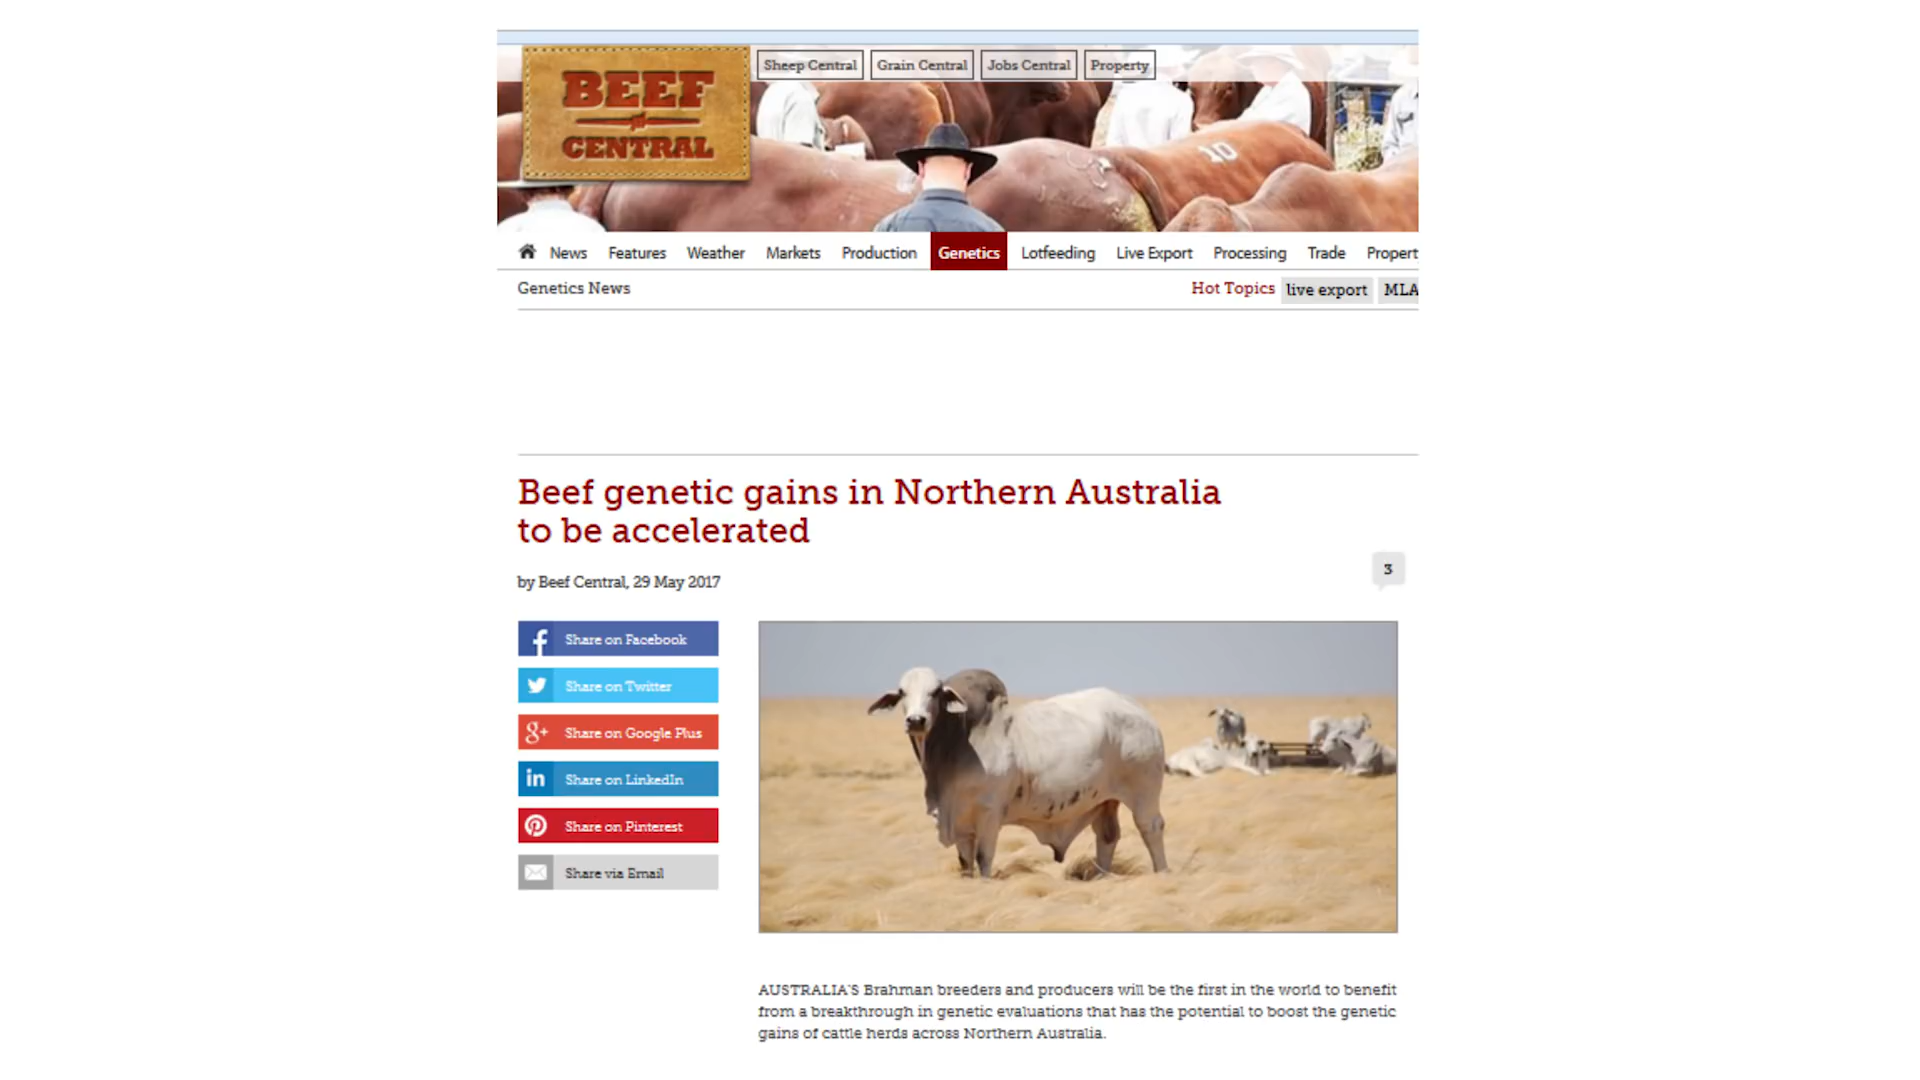 BEEF
CENTRAL
Sheep Central
Grain Central
Jobs Central
Property
10
News Features Weather Markets Production Genetics Lotfeeding Live Export Processing Trade Propert
Genetics News
Hot Topics live export MLA
Beef genetic gains in Northern Australia
to be accelerated
by Beef Central, 29 May 2017
3
Share on Facebook
Share on Twitter
Share on Google Plus
Share on LinkedIn
Share on Pinterest
Share via Email
AUSTRALIA'S Brahman breeders and producers will be the first in the world to benefit
from a breakthrough in genetic evaluations that has the potential to boost the genetic
gains of cattle herds across Northern Australia.